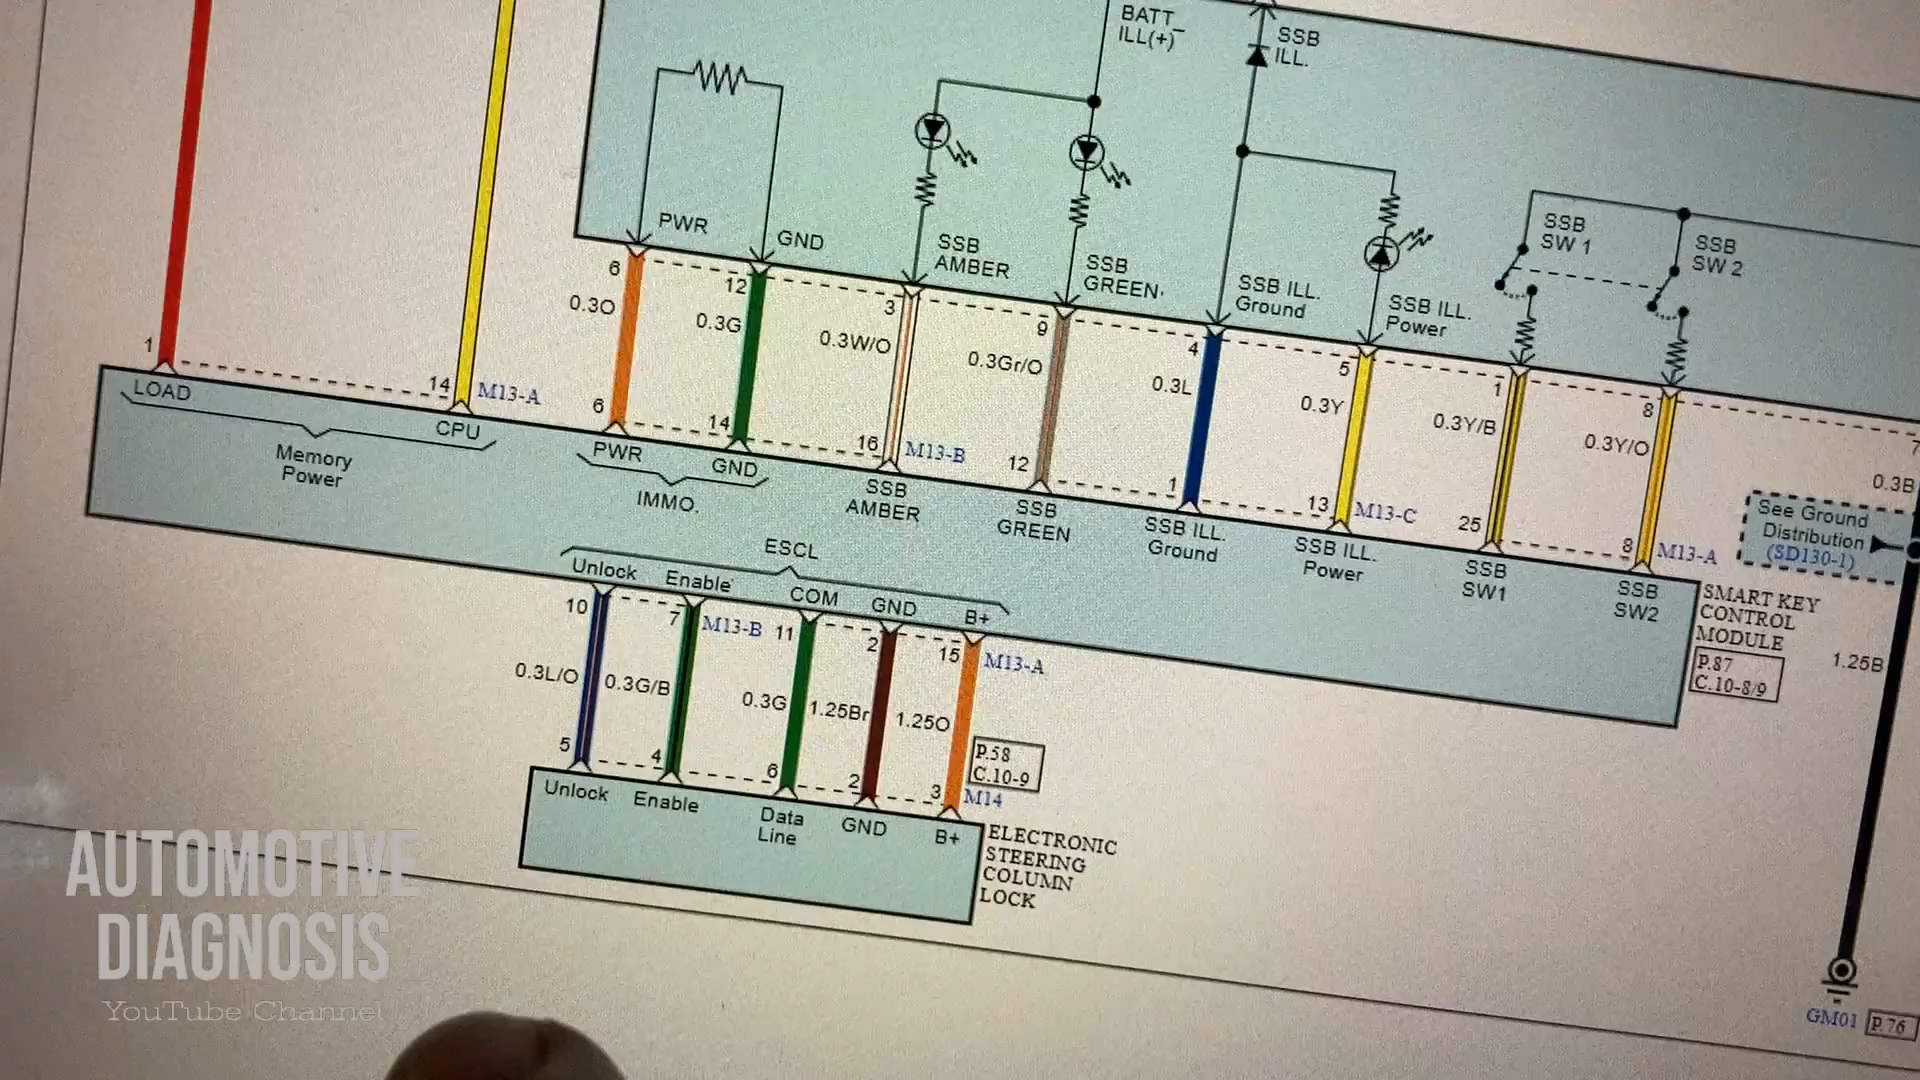 BATT
ILL(+)
SSB
ILL.
PWR
GND
SSB
AMBER
SSB
GREEN
SSB ILL.
Ground
SSB ILL.
Power
SSB
SW 1
SSB
SW 2
6
12
3
9
4
5
1
8
7
0.3O
0.3G
0.3W/O
0.3Gr/O
0.3L
0.3Y
0.3Y/B
0.3Y/O
0.3B
1
14
M13-A
6
14
16
M13-B
12
1
13
M13-C
25
8
M13-A
See Ground
Distribution
(SD130-1)
LOAD
CPU
Memory
Power
PWR
GND
IMMO.
SSB
AMBER
SSB
GREEN
SSB ILL.
Ground
SSB ILL.
Power
SSB
SW1
SSB
SW2
SMART KEY
CONTROL
MODULE
P.87
C.10-8/9
1.25B
ESCL
Unlock
Enable
COM
GND
B+
10
7
M13-B
11
2
15
M13-A
0.3L/O
0.3G/B
0.3G
1.25Br
1.25O
P.58
C.10-9
5
4
6
2
3
M14
Unlock
Enable
Data
Line
GND
B+
ELECTRONIC
STEERING
COLUMN
LOCK
GM01
P.76
AUTOMOTIVE
DIAGNOSIS
YouTube Channel